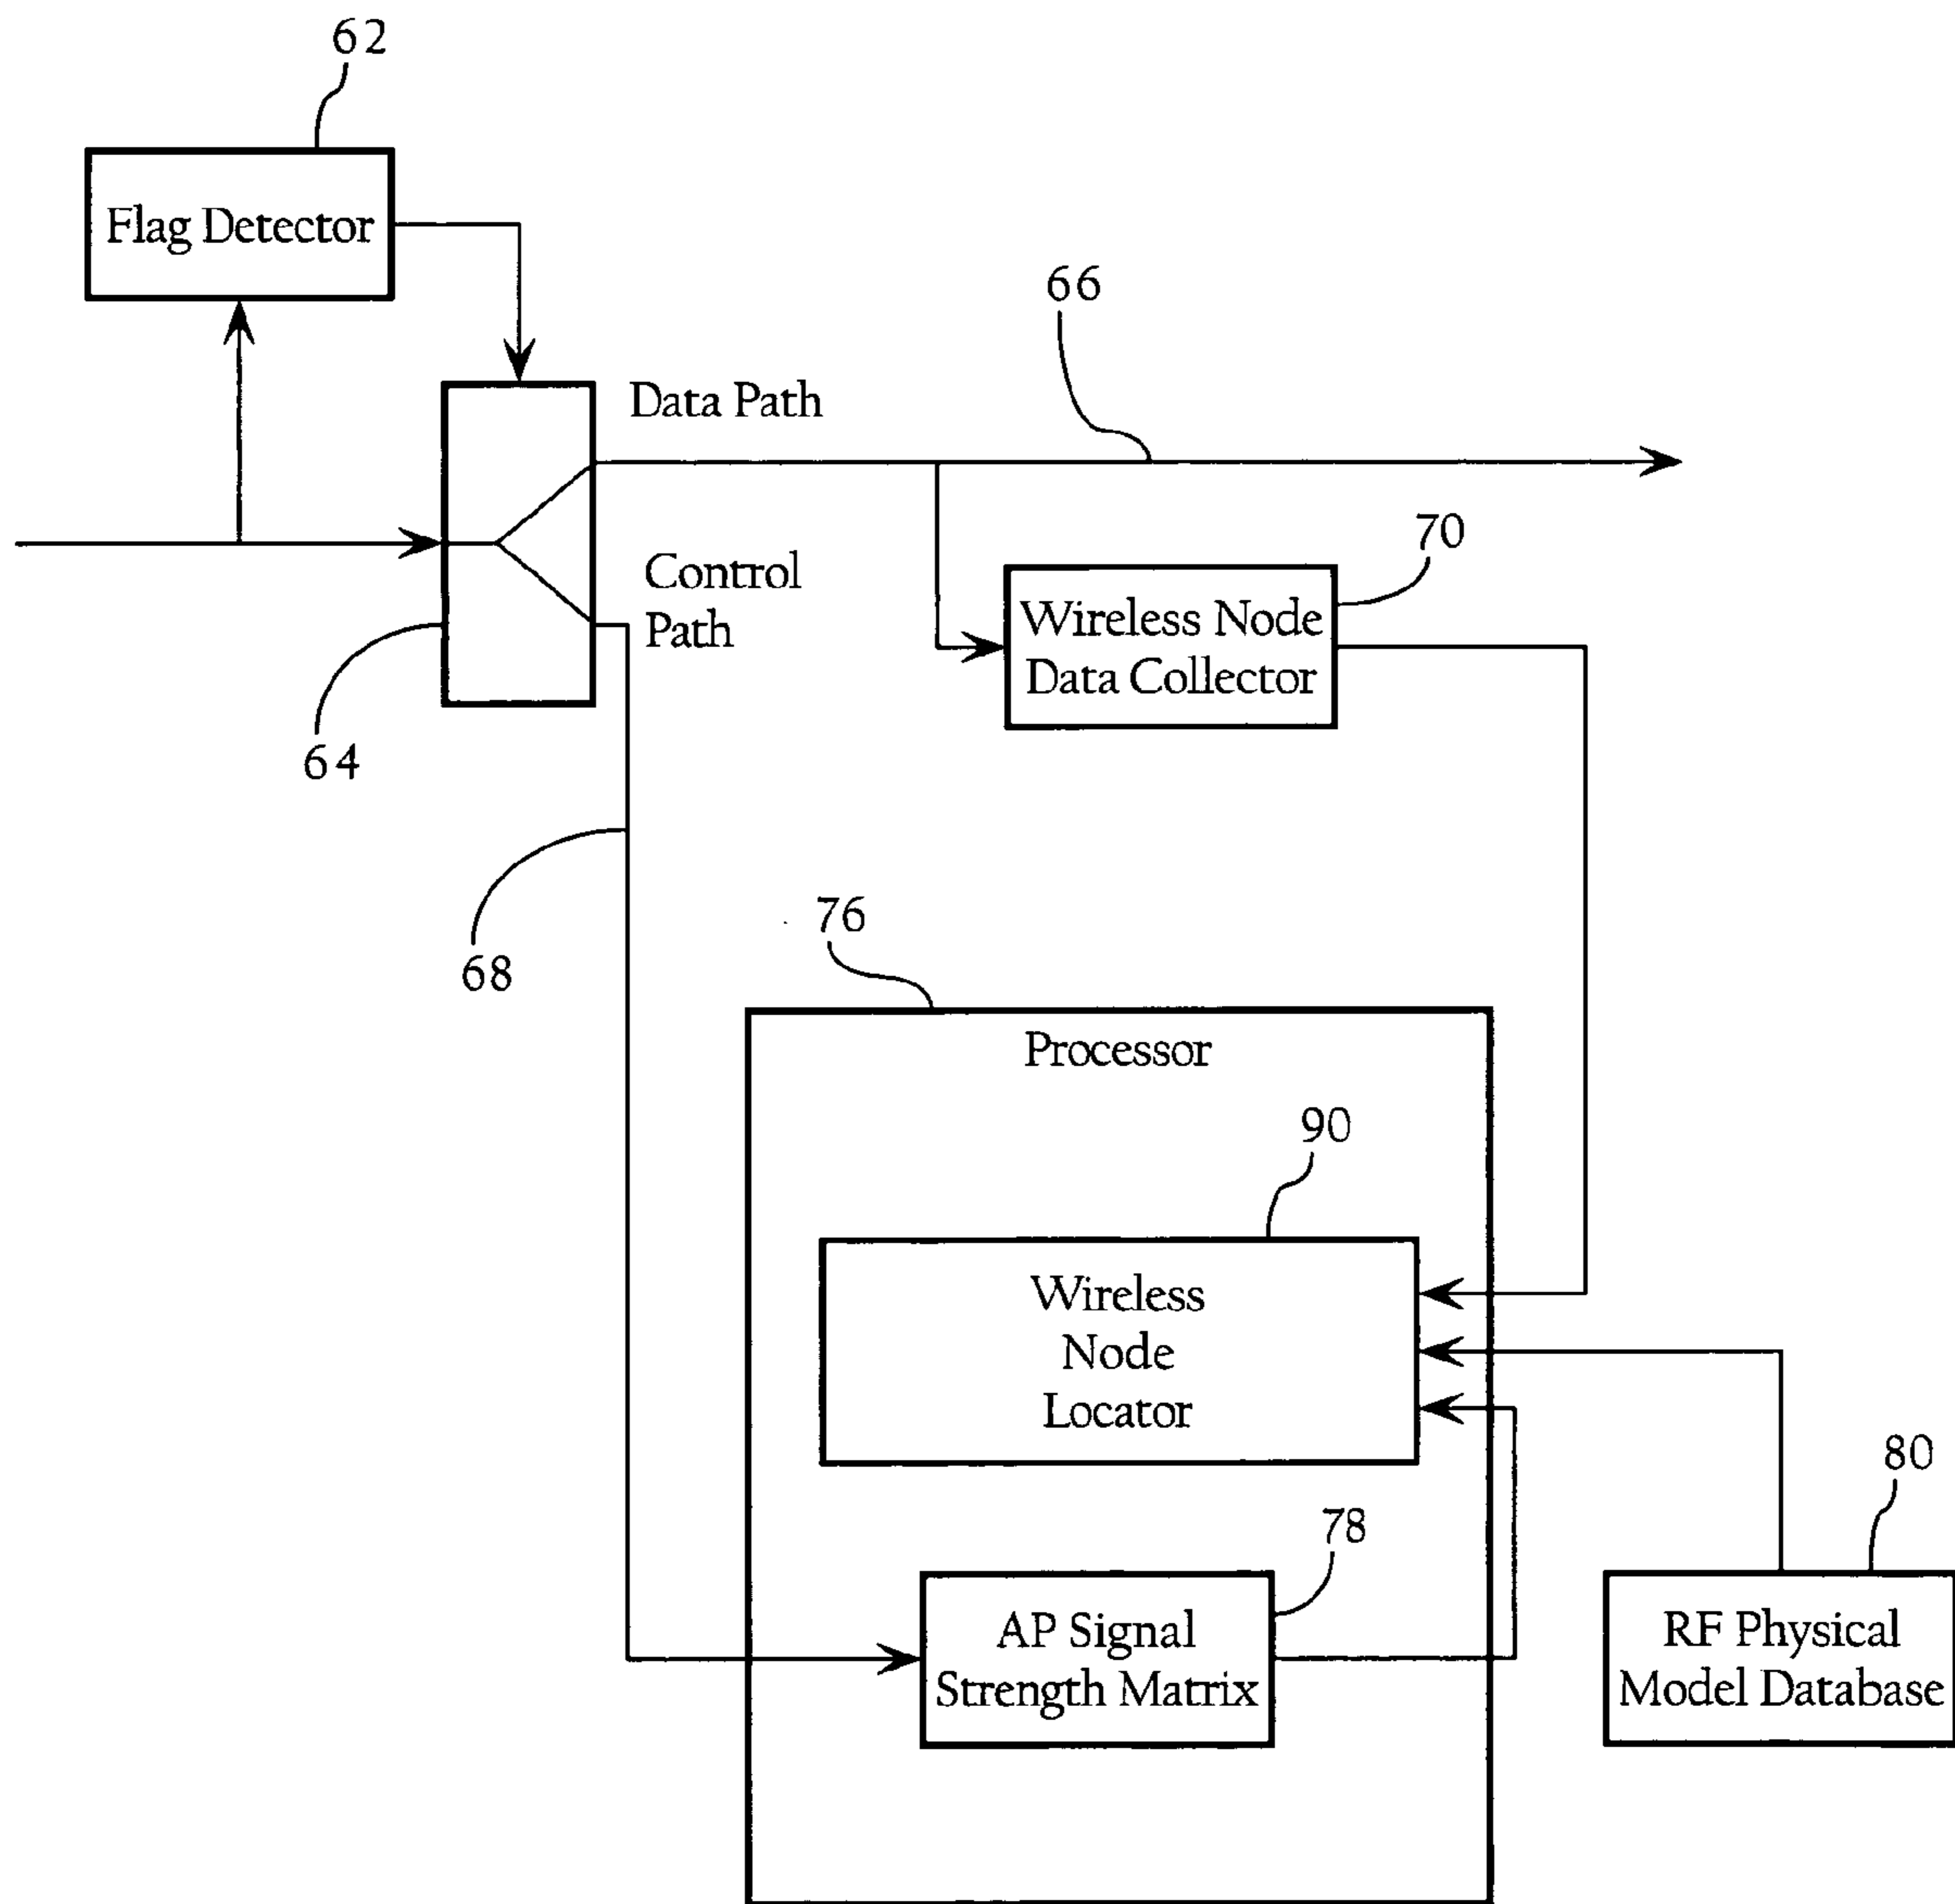 62
Flag Detector
66
Data Path
70
Control
Path
Wireless Node
Data Collector
64
76
68
Processor
90
Wireless
Node
Locator
80
78
AP Signal
Strength Matrix
RF Physical
Model Database